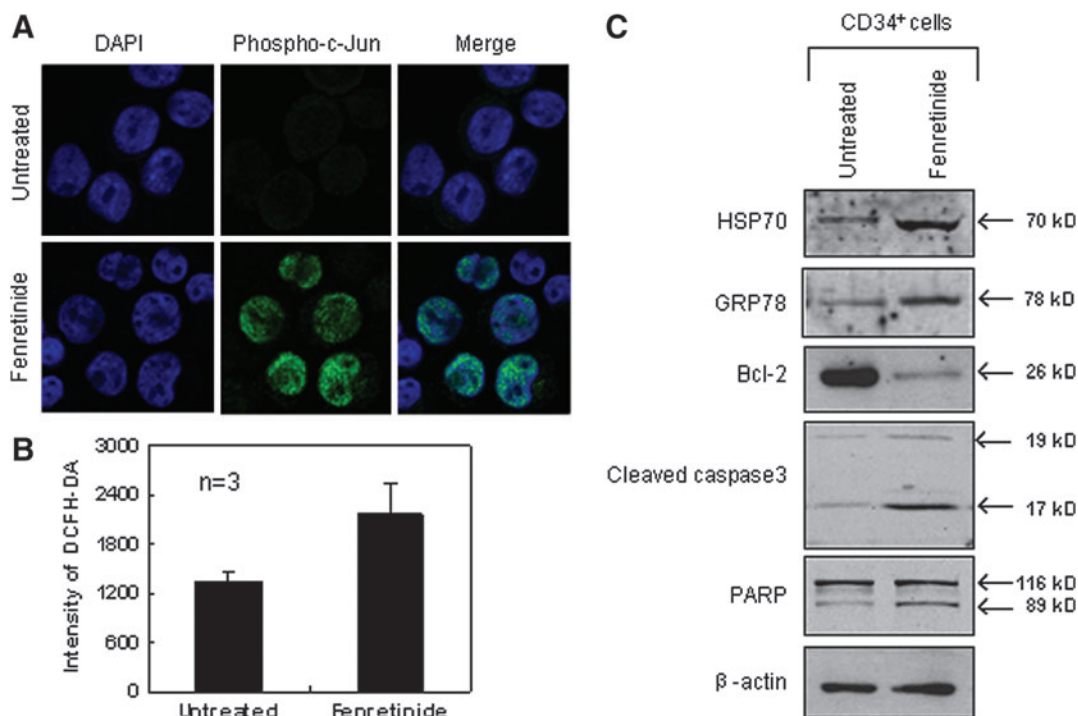 A
DAPI Phospho-c-Jun Merge
Untreated
Fenretinide
B
3000
2400
1800
1200
600
0
Intensity of DCFH-DA
n=3
Untreated Fenretinide
C
CD34⁺ cells
Untreated Fenretinide
HSP70 70 kD
GRP78 78 kD
Bcl-2 26 kD
19 kD
Cleaved caspase3
17 kD
116 kD
PARP
89 kD
β-actin